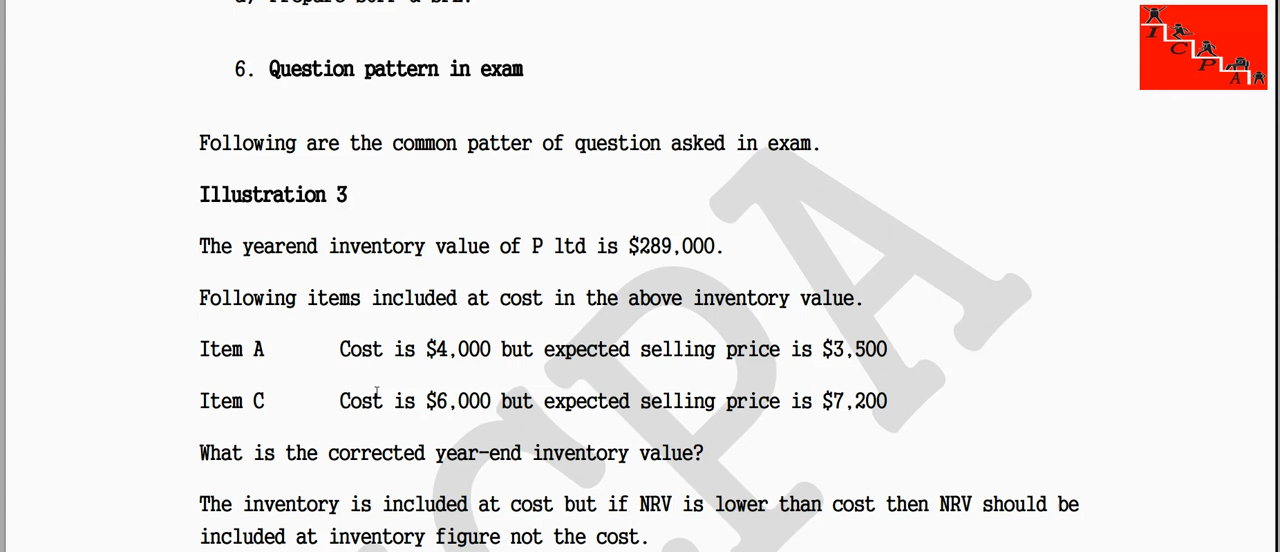 6. Question pattern in exam
I
C
P
A
Following are the common patter of question asked in exam.
Illustration 3
The yearend inventory value of P ltd is $289,000.
Following items included at cost in the above inventory value.
Item A Cost is $4,000 but expected selling price is $3,500
Item C Cost is $6,000 but expected selling price is $7,200
What is the corrected year-end inventory value?
The inventory is included at cost but if NRV is lower than cost then NRV should be
included at inventory figure not the cost.
CPA